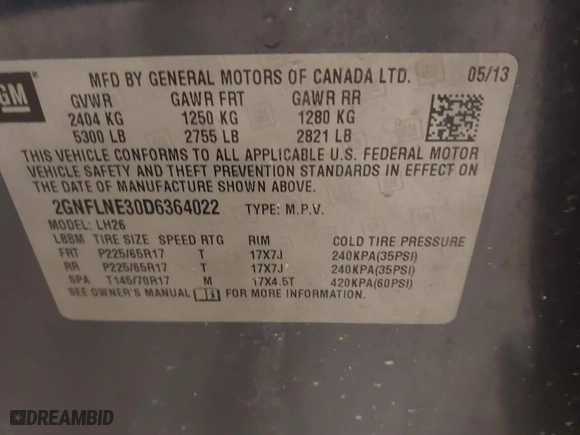 GM
MFD BY GENERAL MOTORS OF CANADA LTD. 05/13
GVWR GAWR FRT GAWR RR
2404 KG 1250 KG 1280 KG
5300 LB 2755 LB 2821 LB
THIS VEHICLE CONFORMS TO ALL APPLICABLE U.S. FEDERAL MOTOR
VEHICLE SAFETY AND THEFT PREVENTION STANDARDS IN EFFECT ON
THE DATE OF MANUFACTURE SHOWN ABOVE.
2GNFLNE30D6364022 TYPE: M.P.V.
MODEL: LH26
LBBM TIRE SIZE SPEED RTG RIM COLD TIRE PRESSURE
FRT P225/65R17 T 17X7J 240KPA(35PSI)
RR P225/65R17 T 17X7J 240KPA(35PSI)
SPA T145/70R17 M 17X4.5T 420KPA(60PSI)
SEE OWNER'S MANUAL FOR MORE INFORMATION.
DREAMBID